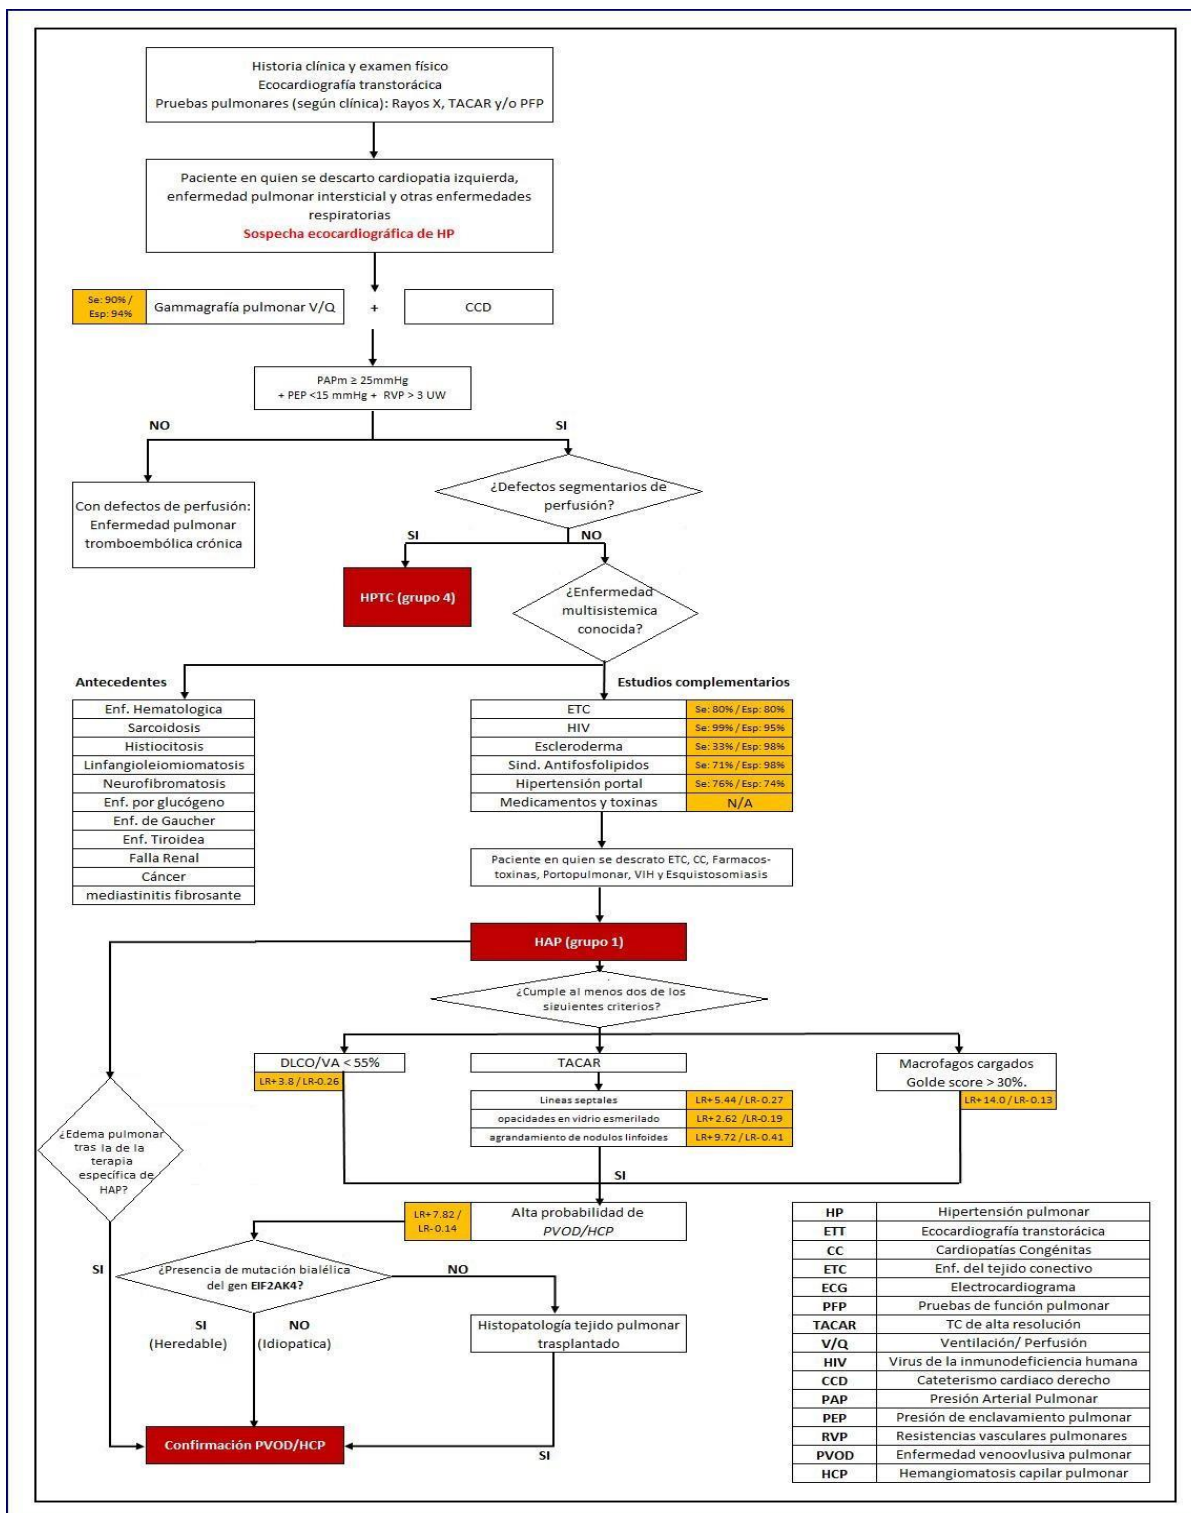 Historia clínica y examen físico
Ecocardiografía transtorácica
Pruebas pulmonares (según clínica): Rayos X, TACAR y/o PFP
Paciente en quien se descarto cardiopatia izquierda,
enfermedad pulmonar intersticial y otras enfermedades
respiratorias
Sospecha ecocardiográfica de HP
Se: 90% /
Esp: 94%
Gammagrafía pulmonar V/Q
+
CCD
PAPm ≥ 25mmHg
+ PEP <15 mmHg + RVP > 3 UW
NO
SI
Con defectos de perfusión:
Enfermedad pulmonar
tromboembólica crónica
¿Defectos segmentarios de
perfusión?
SI
NO
HPTC (grupo 4)
¿Enfermedad
multisistemica
conocida?
Antecedentes
Enf. Hematologica
Sarcoidosis
Histiocitosis
Linfangioleiomiomatosis
Neurofibromatosis
Enf. por glucógeno
Enf. de Gaucher
Enf. Tiroidea
Falla Renal
Cáncer
mediastinitis fibrosante
Estudios complementarios
ETC Se: 80% / Esp: 80%
HIV Se: 99% / Esp: 95%
Escleroderma Se: 33% / Esp: 98%
Sind. Antifosfolipidos Se: 71% / Esp: 98%
Hipertensión portal Se: 76% / Esp: 74%
Medicamentos y toxinas N/A
Paciente en quien se descrato ETC, CC, Farmacos-
toxinas, Portopulmonar, VIH y Esquistosomiasis
HAP (grupo 1)
¿Cumple al menos dos de los
siguientes criterios?
DLCO/VA < 55%
LR+ 3.8 / LR-0.26
TACAR
Lineas septales LR+ 5.44 / LR- 0.27
opacidades en vidrio esmerilado LR+ 2.62 /LR-0.19
agrandamiento de nodulos linfoides LR+ 9.72 / LR- 0.41
Macrofagos cargados
Golde score > 30%.
LR+ 14.0 / LR-0.13
¿Edema pulmonar
tras la de la
terapia
específica de
HAP?
SI
LR+ 7.82 /
LR- 0.14
Alta probabilidad de
PVOD/HCP
SI
¿Presencia de mutación bialélica
del gen EIF2AK4?
NO
SI
(Heredable)
NO
(Idiopatica)
Histopatología tejido pulmonar
trasplantado
Confirmación PVOD/HCP
SI
HP Hipertensión pulmonar
ETT Ecocardiografía transtorácica
CC Cardiopatías Congénitas
ETC Enf. del tejido conectivo
ECG Electrocardiograma
PFP Pruebas de función pulmonar
TACAR TC de alta resolución
V/Q Ventilación/ Perfusión
HIV Virus de la inmunodeficiencia humana
CCD Cateterismo cardiaco derecho
PAP Presión Arterial Pulmonar
PEP Presión de enclavamiento pulmonar
RVP Resistencias vasculares pulmonares
PVOD Enfermedad venoovlusiva pulmonar
HCP Hemangiomatosis capilar pulmonar